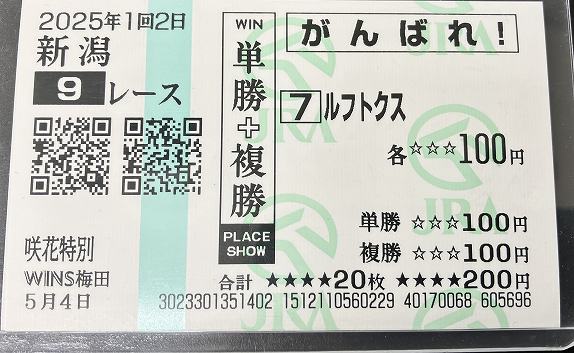 2025年1回2日
新潟
9レース
咲花特別
WINS梅田
5月4日
WIN
単勝+複勝
PLACE
SHOW
がんばれ!
7ルフトクス
各☆☆☆100円
単勝 ☆☆☆100円
複勝 ☆☆☆100円
合計 ★★★★20枚 ★★★★200円
3023301351402 1512110560229 40170068 605696
JRA
JRA
JRA
JRA